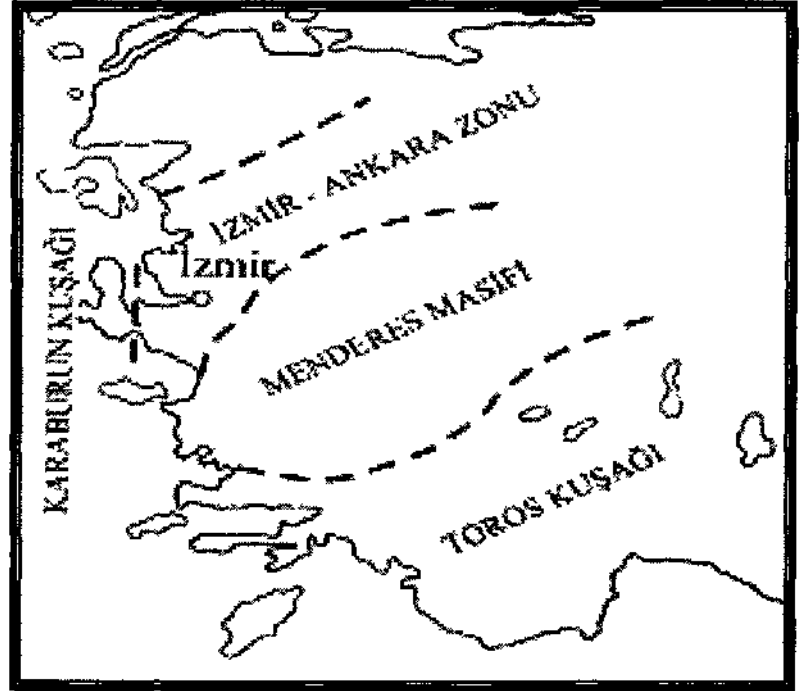 İZMİR - ANKARA ZONU
İzmir
KARABURUN KUŞAĞI
MENDERES MASİFİ
TOROS KUŞAĞI